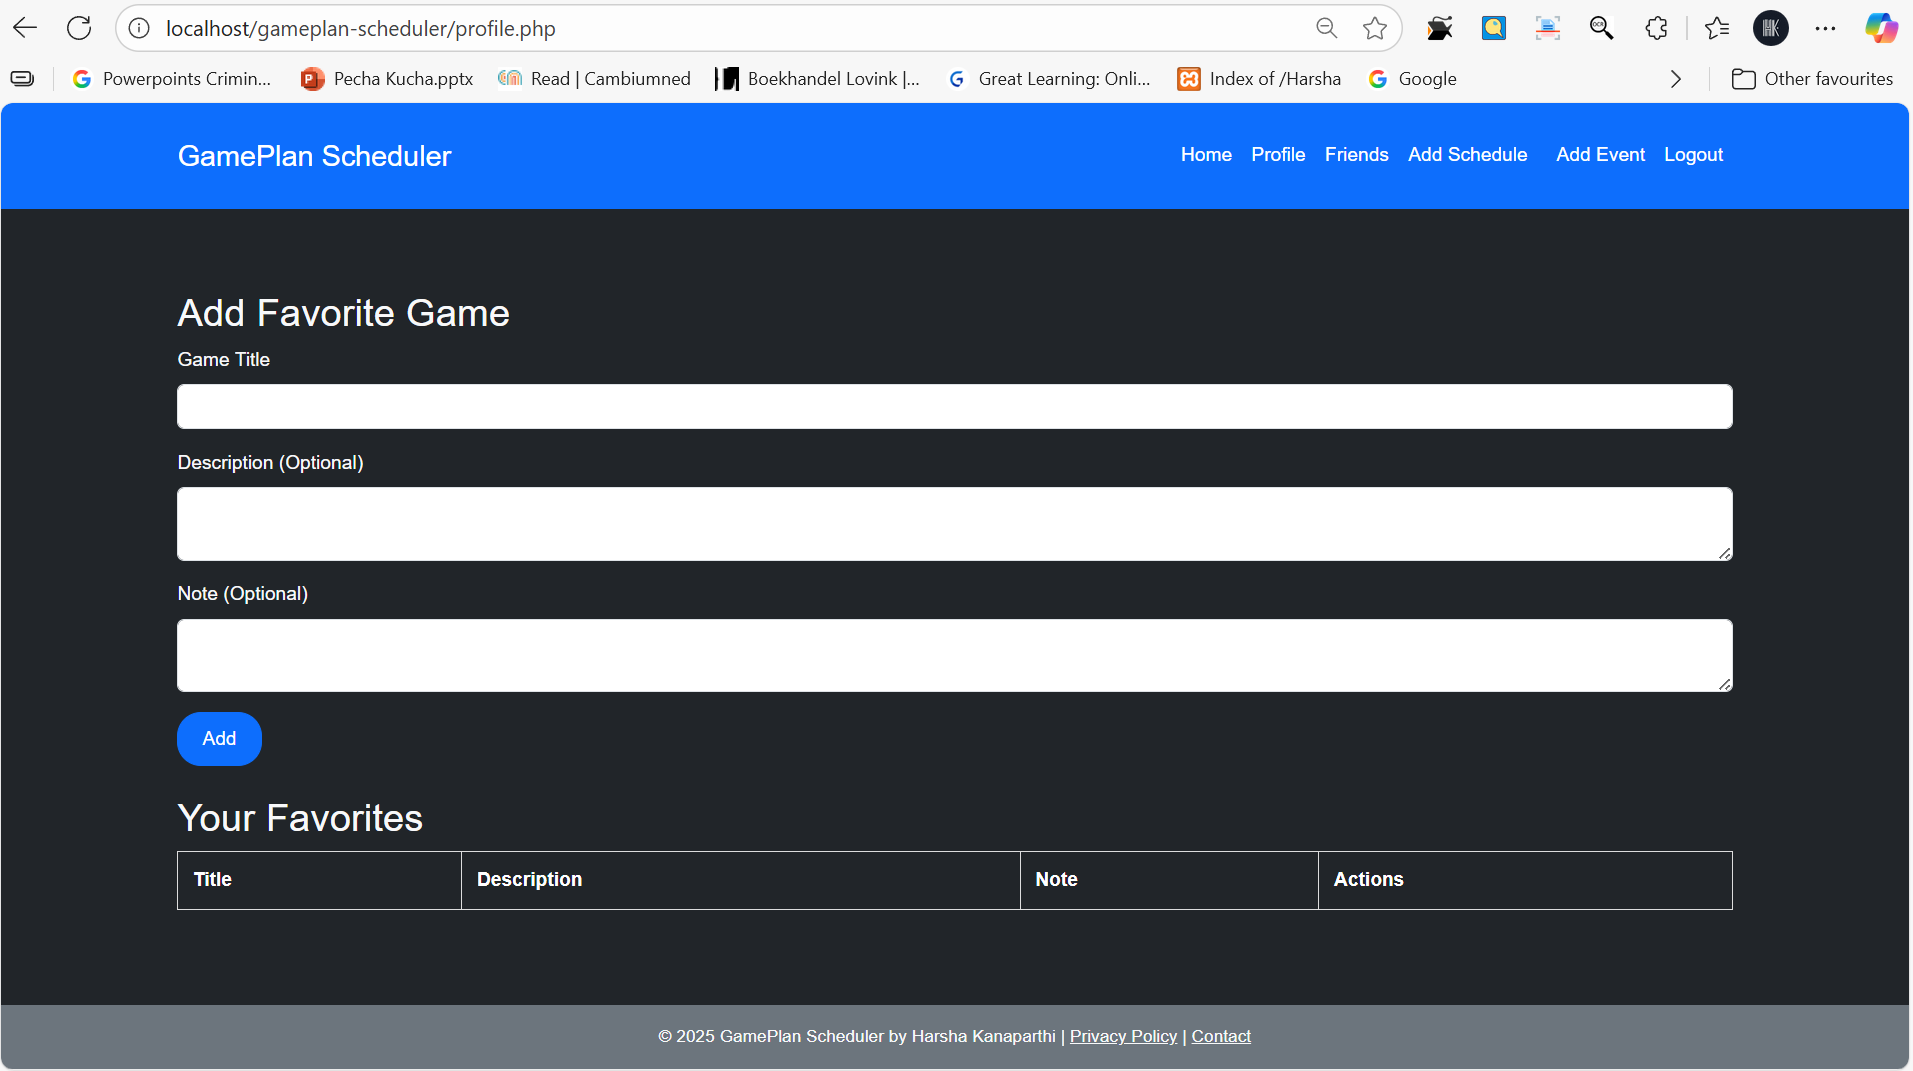 localhost/gameplan-scheduler/profile.php
Powerpoints Crimin... Pecha Kucha.pptx Read | Cambiumned Boekhandel Lovink |... Great Learning: Onli... Index of /Harsha Google Other favourites
GamePlan Scheduler Home Profile Friends Add Schedule Add Event Logout
Add Favorite Game
Game Title
Description (Optional)
Note (Optional)
Add
Your Favorites
Title Description Note Actions
© 2025 GamePlan Scheduler by Harsha Kanaparthi | Privacy Policy | Contact